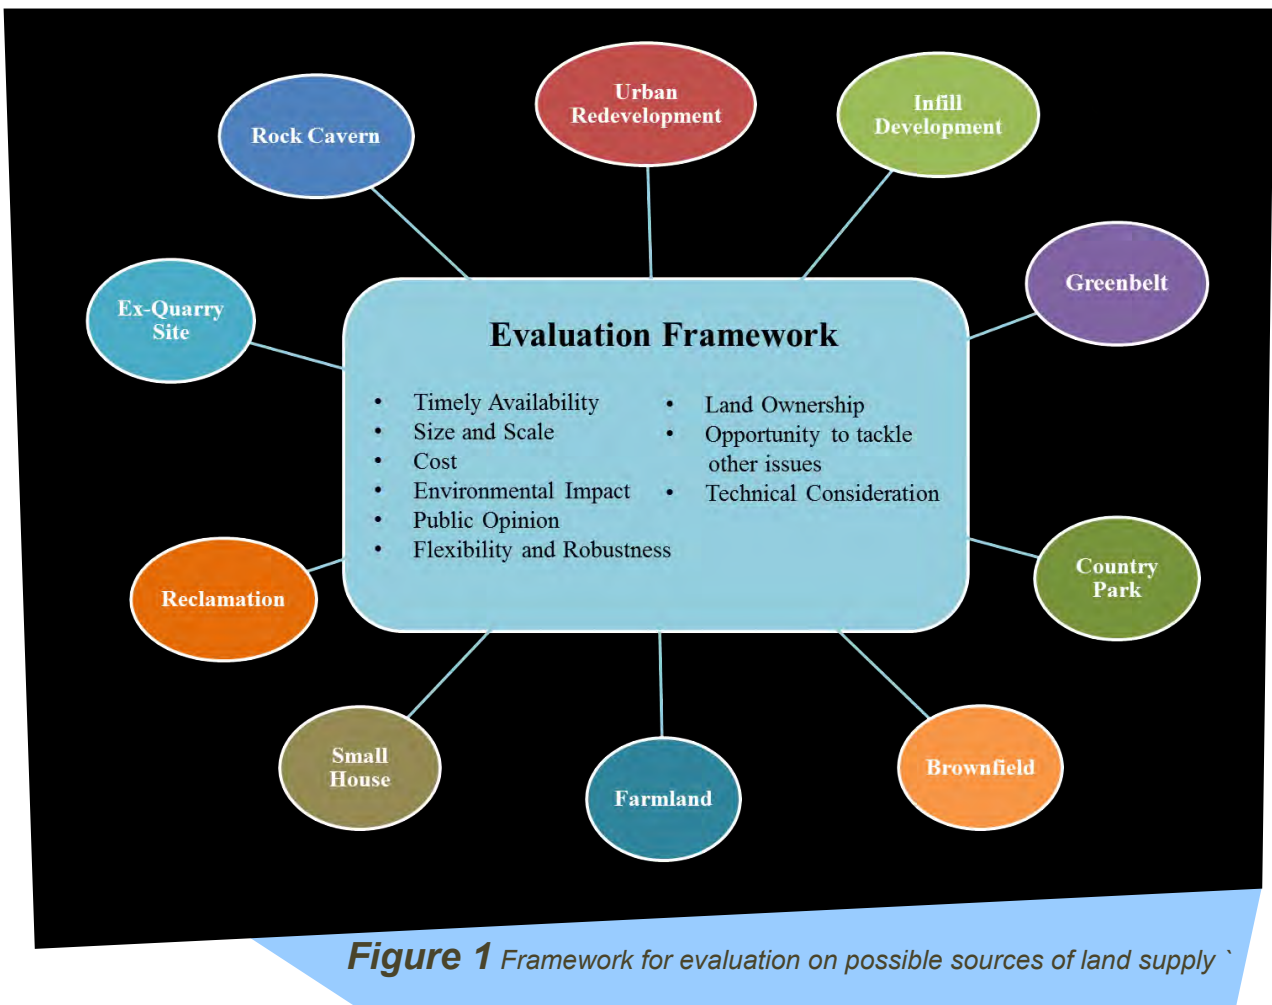 Urban
Redevelopment
Infill
Development
Rock Cavern
Greenbelt
Ex-Quarry
Site
Evaluation Framework
• Timely Availability
• Size and Scale
• Cost
• Environmental Impact
• Public Opinion
• Flexibility and Robustness
• Land Ownership
• Opportunity to tackle
other issues
• Technical Consideration
Reclamation
Country
Park
Small
House
Farmland
Brownfield
Figure 1 Framework for evaluation on possible sources of land supply `